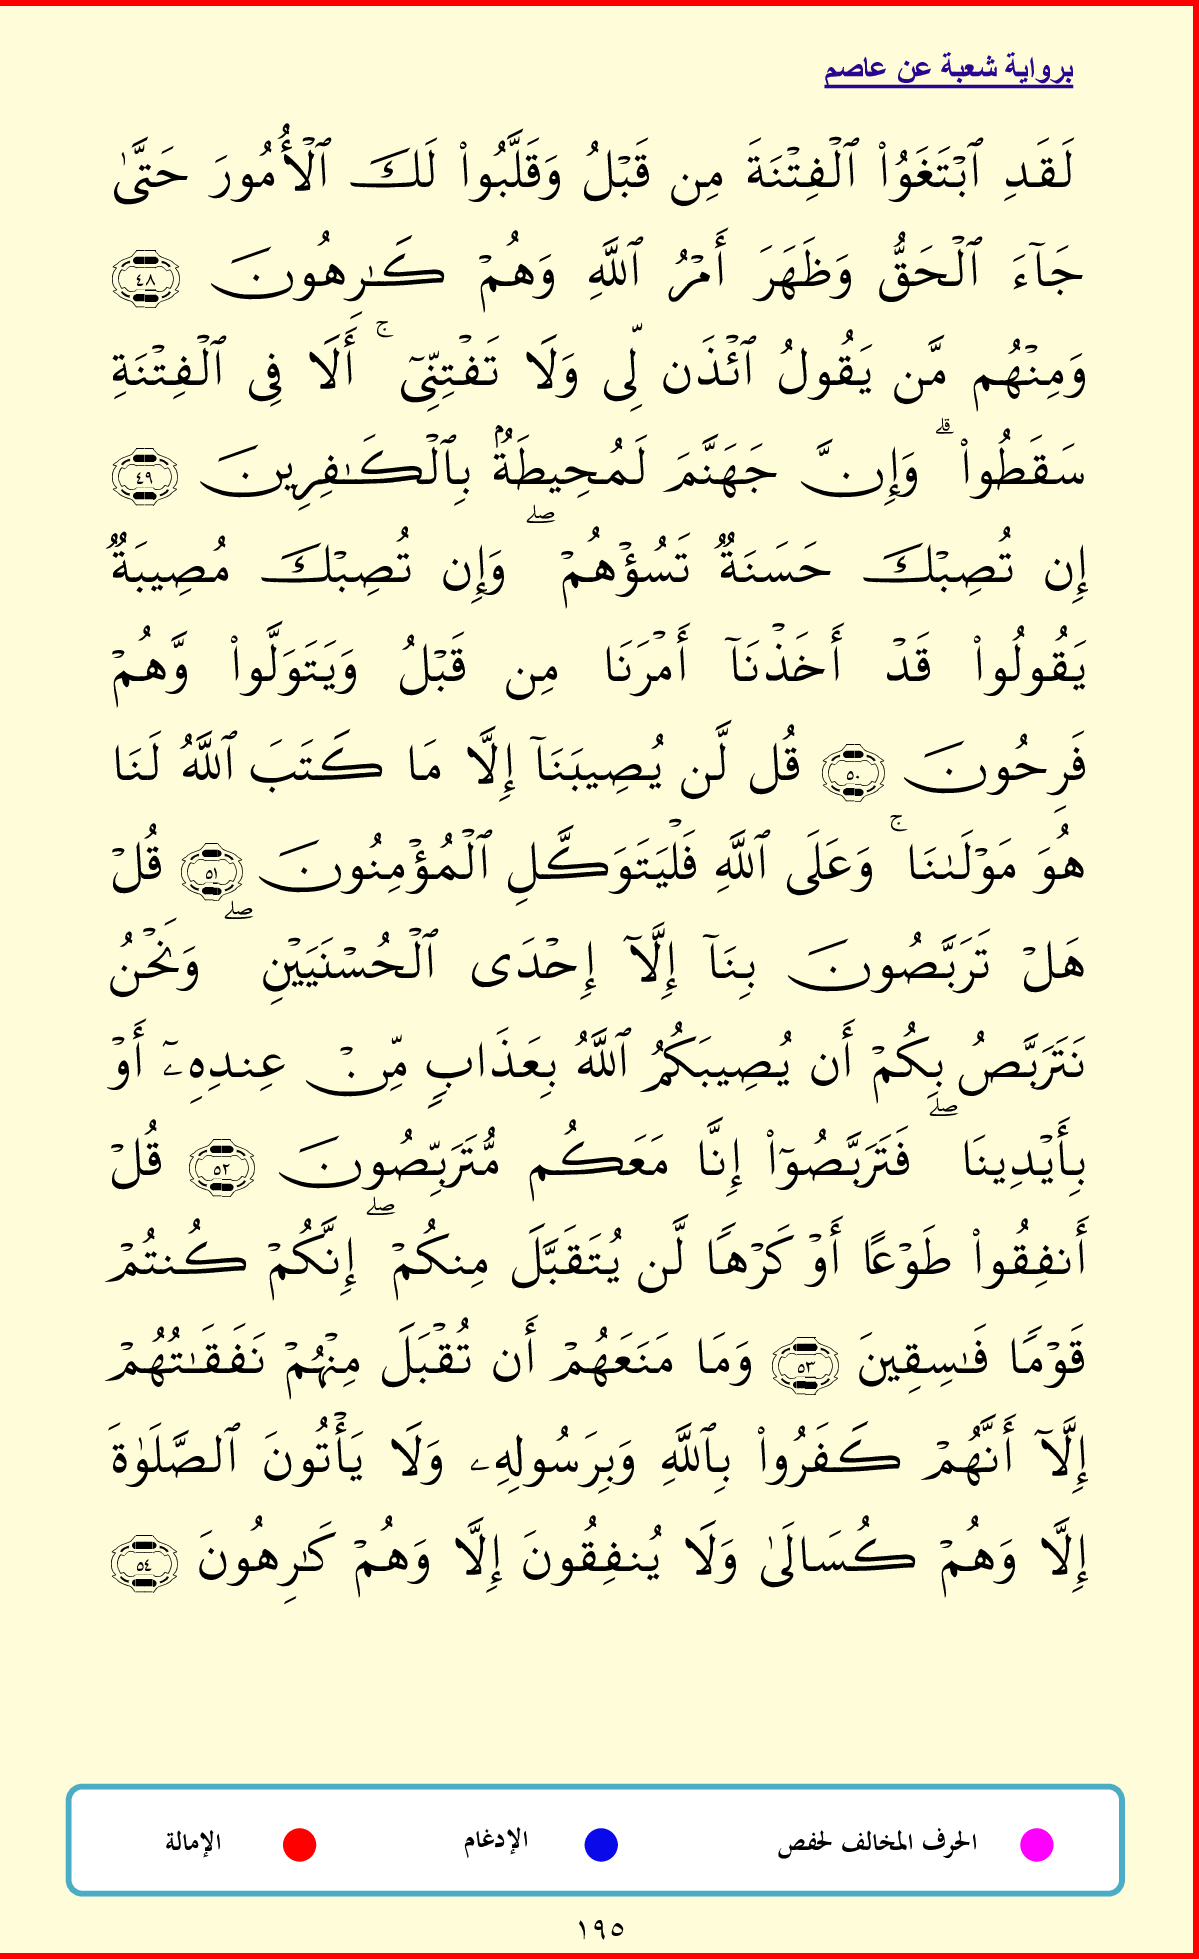 برواية شعبة عن عاصم
لَقَدِ ٱبْتَغَوُا۟ ٱلْفِتْنَةَ مِن قَبْلُ وَقَلَّبُوا۟ لَكَ ٱلْأُمُورَ حَتَّىٰ
جَآءَ ٱلْحَقُّ وَظَهَرَ أَمْرُ ٱللَّهِ وَهُمْ كَٰرِهُونَ ٤٨
وَمِنْهُم مَّن يَقُولُ ٱئْذَن لِّى وَلَا تَفْتِنِّىٓ ۚ أَلَا فِى ٱلْفِتْنَةِ
سَقَطُوا۟ ۗ وَإِنَّ جَهَنَّمَ لَمُحِيطَةٌۢ بِٱلْكَٰفِرِينَ ٤٩
إِن تُصِبْكَ حَسَنَةٌ تَسُؤْهُمْ ۖ وَإِن تُصِبْكَ مُصِيبَةٌ
يَقُولُوا۟ قَدْ أَخَذْنَآ أَمْرَنَا مِن قَبْلُ وَيَتَوَلَّوا۟ وَّهُمْ
فَرِحُونَ ٥٠ قُل لَّن يُصِيبَنَآ إِلَّا مَا كَتَبَ ٱللَّهُ لَنَا
هُوَ مَوْلَىٰنَا ۚ وَعَلَى ٱللَّهِ فَلْيَتَوَكَّلِ ٱلْمُؤْمِنُونَ ٥١ قُلْ
هَلْ تَرَبَّصُونَ بِنَآ إِلَّآ إِحْدَى ٱلْحُسْنَيَيْنِ ۖ وَنَحْنُ
نَتَرَبَّصُ بِكُمْ أَن يُصِيبَكُمُ ٱللَّهُ بِعَذَابٍ مِّنْ عِندِهِۦٓ أَوْ
بِأَيْدِينَا ۖ فَتَرَبَّصُوٓا۟ إِنَّا مَعَكُم مُّتَرَبِّصُونَ ٥٢ قُلْ
أَنفِقُوا۟ طَوْعًا أَوْ كَرْهًا لَّن يُتَقَبَّلَ مِنكُمْ ۖ إِنَّكُمْ كُنتُمْ
قَوْمًا فَٰسِقِينَ ٥٣ وَمَا مَنَعَهُمْ أَن تُقْبَلَ مِنْهُمْ نَفَقَٰتُهُمْ
إِلَّآ أَنَّهُمْ كَفَرُوا۟ بِٱللَّهِ وَبِرَسُولِهِۦ وَلَا يَأْتُونَ ٱلصَّلَوٰةَ
إِلَّا وَهُمْ كُسَالَىٰ وَلَا يُنفِقُونَ إِلَّا وَهُمْ كَٰرِهُونَ ٥٤
الحرف المخالف لحفص الإدغام الإمالة
١٩٥